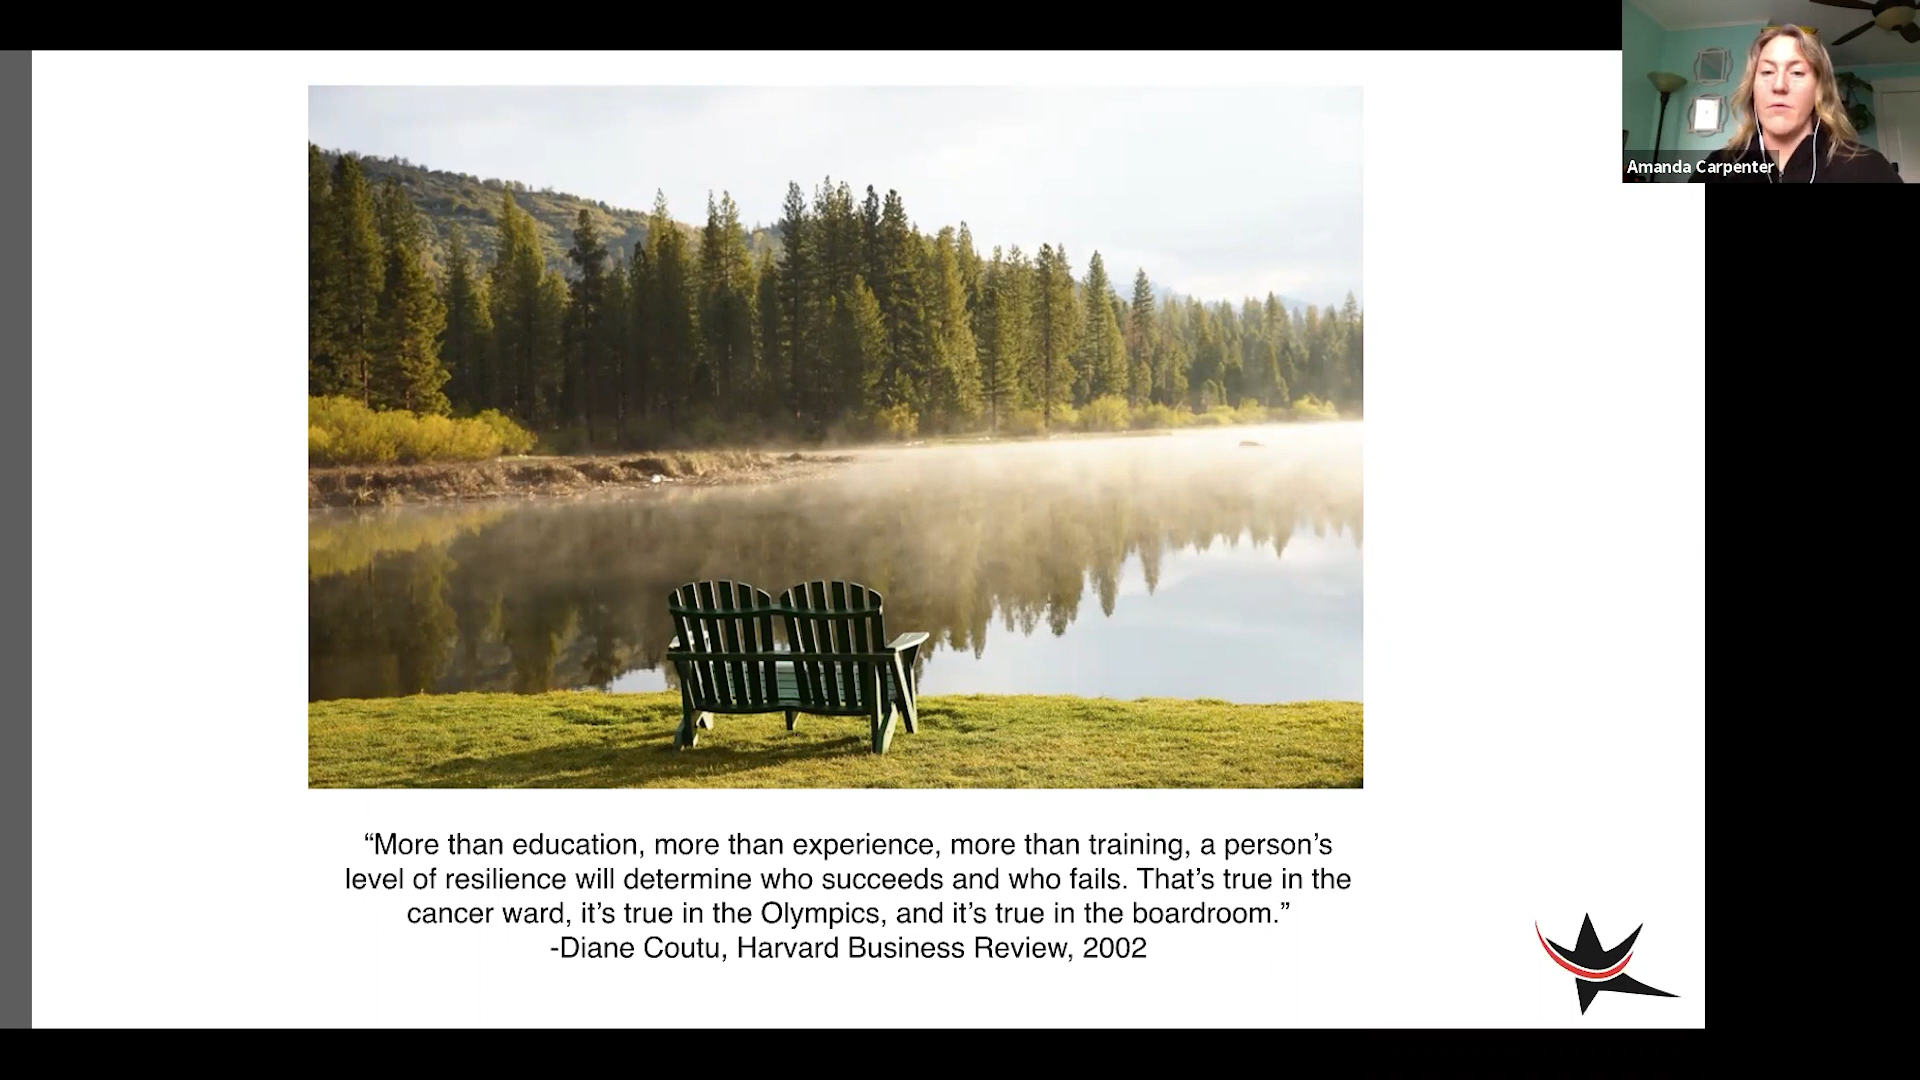 Amanda Carpenter
“More than education, more than experience, more than training, a person’s
level of resilience will determine who succeeds and who fails. That’s true in the
cancer ward, it’s true in the Olympics, and it’s true in the boardroom.”
-Diane Coutu, Harvard Business Review, 2002